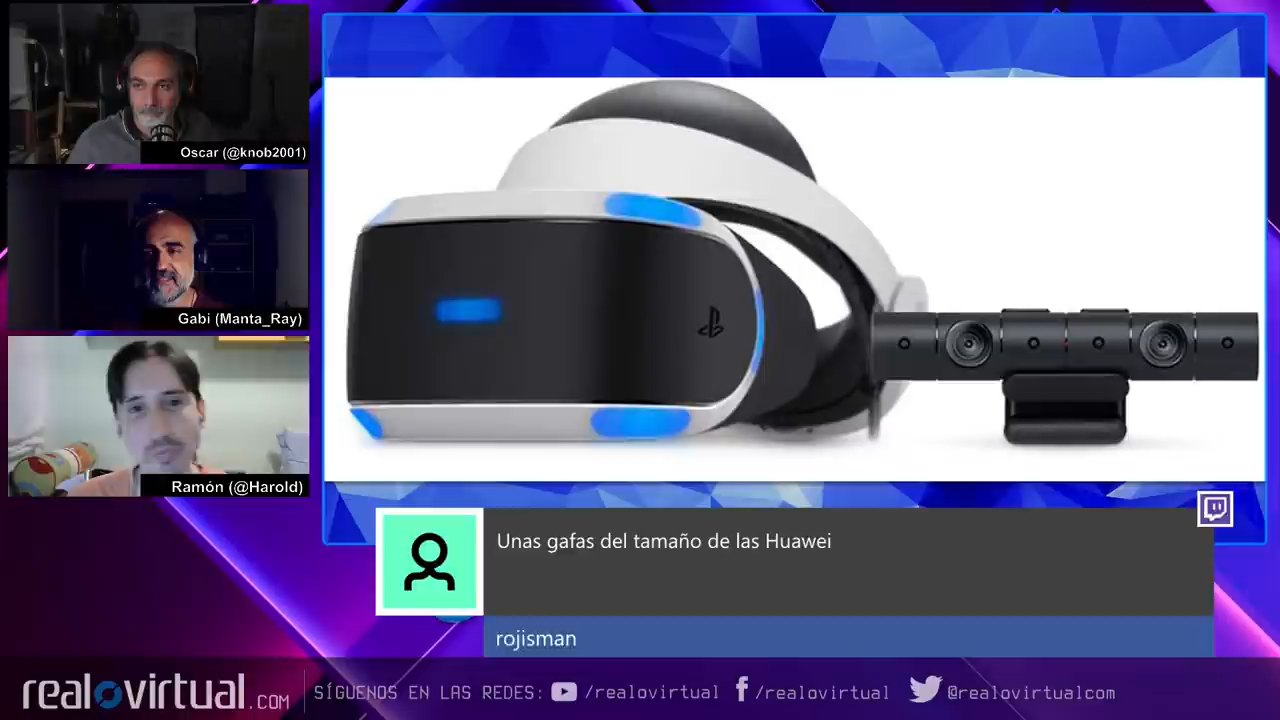 Oscar (@knob2001)
Gabi (Manta_Ray)
Ramón (@Harold)
Unas gafas del tamaño de las Huawei
rojisman
realovirtual.com
SÍGUENOS EN LAS REDES: /realovirtual /realovirtual @realovirtualcom